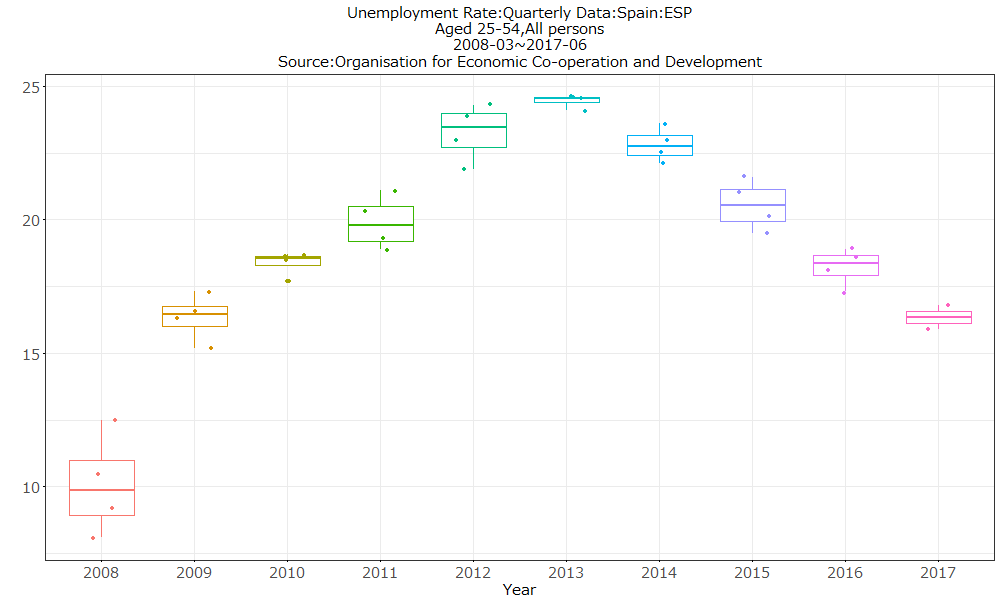 Unemployment Rate:Quarterly Data:Spain:ESP
Aged 25-54,All persons
2008-03~2017-06
Source:Organisation for Economic Co-operation and Development
25
20
15
10
2008 2009 2010 2011 2012 2013 2014 2015 2016 2017
Year